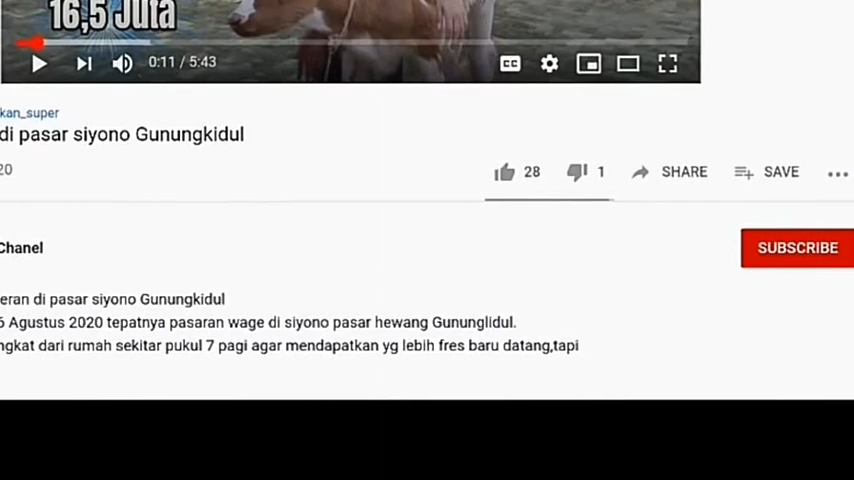 16,5 Juta
0:11 / 5:43
CC
kan_super
di pasar siyono Gunungkidul
20
28
1
SHARE
SAVE
Chanel
SUBSCRIBE
eran di pasar siyono Gunungkidul
6 Agustus 2020 tepatnya pasaran wage di siyono pasar hewang Gununglidul.
ngkat dari rumah sekitar pukul 7 pagi agar mendapatkan yg lebih fres baru datang,tapi